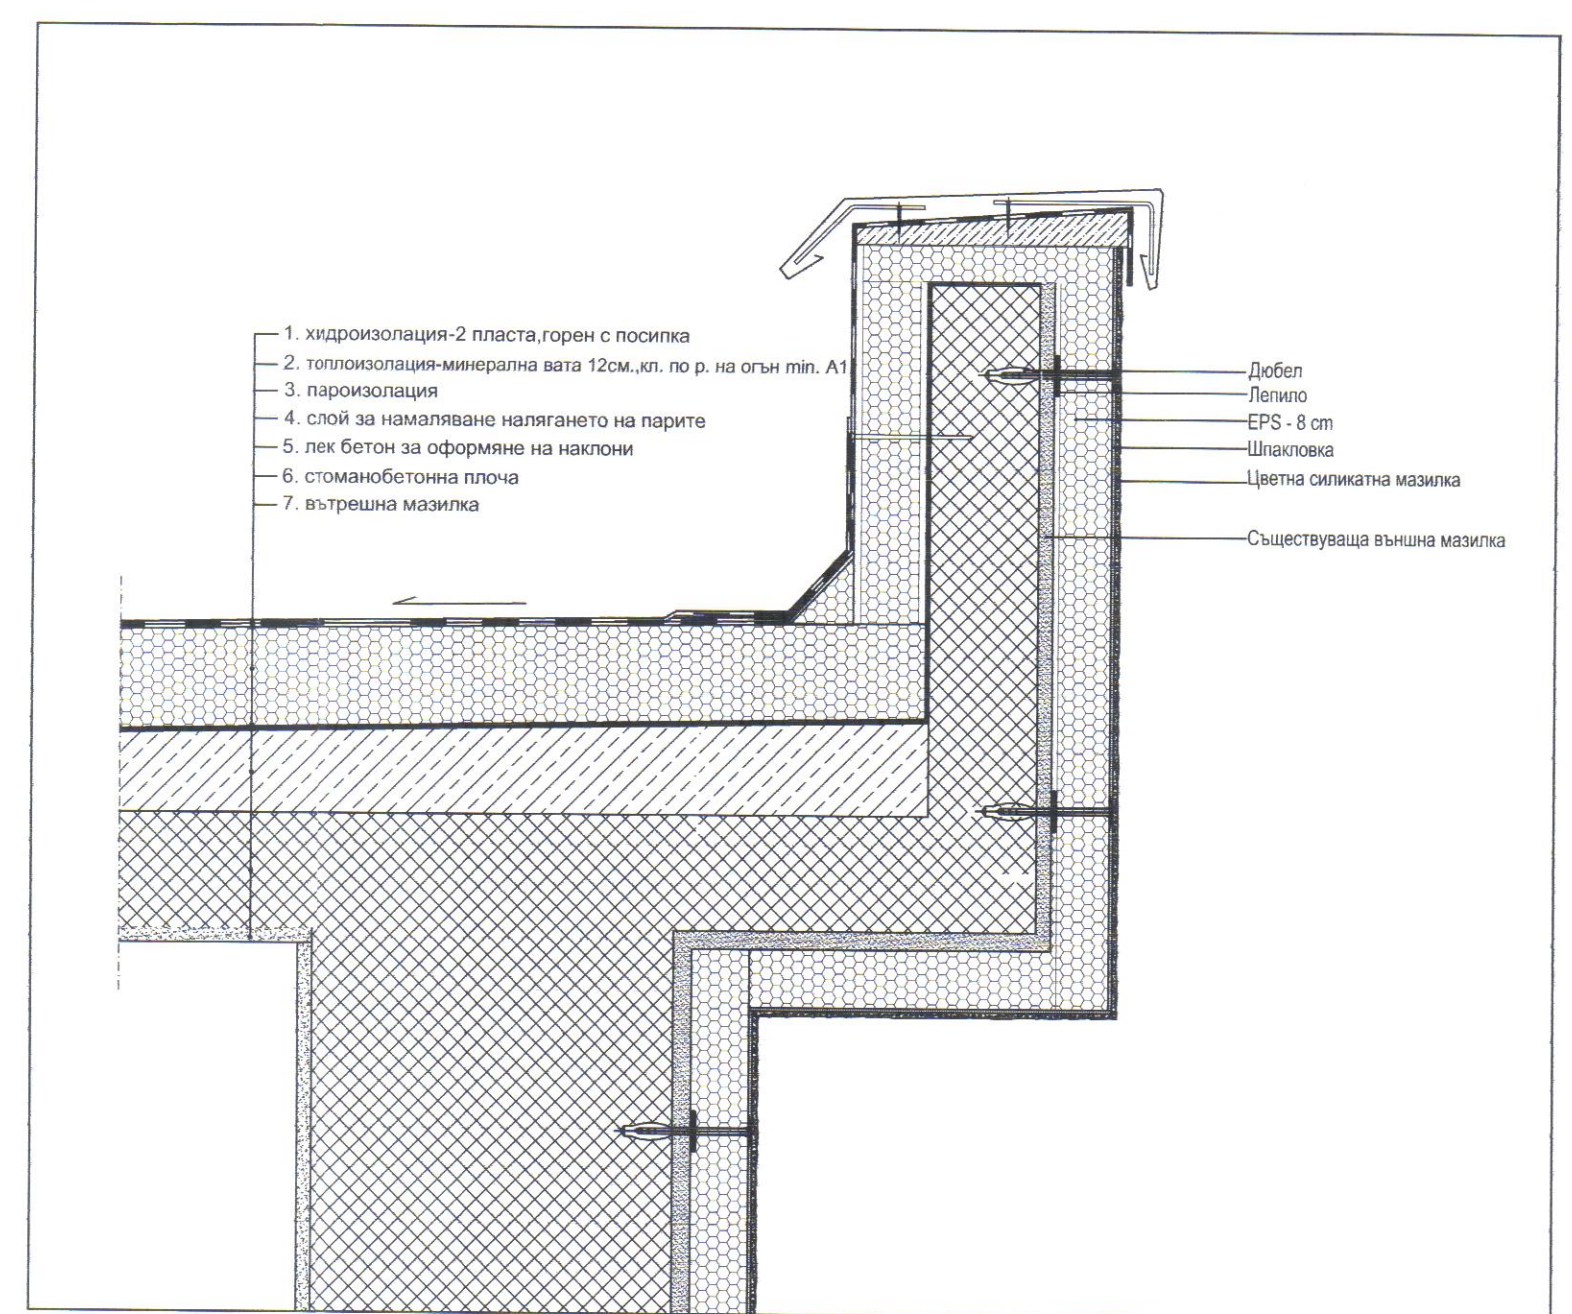 1. хидроизолация-2 пласта,горен с посипка
2. топлоизолация-минерална вата 12см.,кл. по р. на огън min. A1
3. пароизолация
4. слой за намаляване налягането на парите
5. лек бетон за оформяне на наклони
6. стоманобетонна плоча
7. вътрешна мазилка
Дюбел
Лепило
EPS - 8 cm
Шпакловка
Цветна силикатна мазилка
Съществуваща външна мазилка